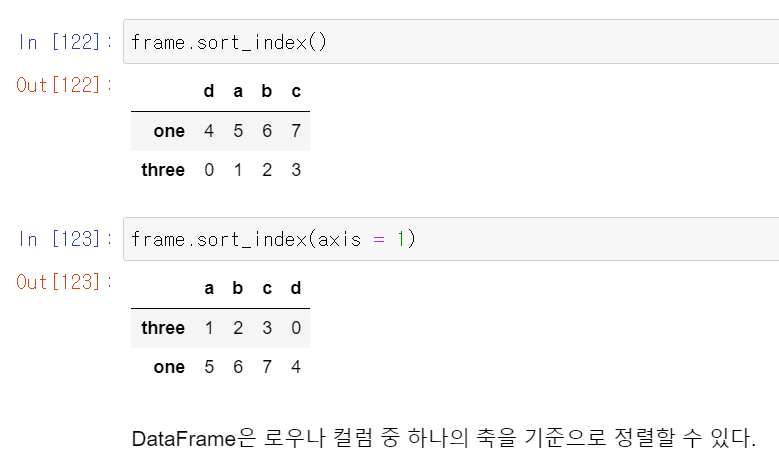 In [122]: frame.sort_index()
Out[122]:
d a b c
one 4 5 6 7
three 0 1 2 3
In [123]: frame.sort_index(axis = 1)
Out[123]:
a b c d
three 1 2 3 0
one 5 6 7 4
DataFrame은 로우나 컬럼 중 하나의 축을 기준으로 정렬할 수 있다.